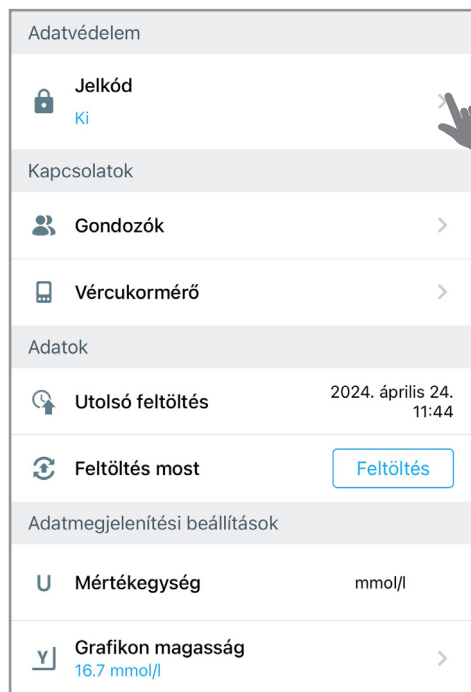 Adatvédelem
Jelkód
Ki
Kapcsolatok
Gondozók
Vércukormérő
Adatok
Utolsó feltöltés
2024. április 24.
11:44
Feltöltés most
Feltöltés
Adatmegjelenítési beállítások
U
Mértékegység
mmol/l
Y
Grafikon magasság
16.7 mmol/l